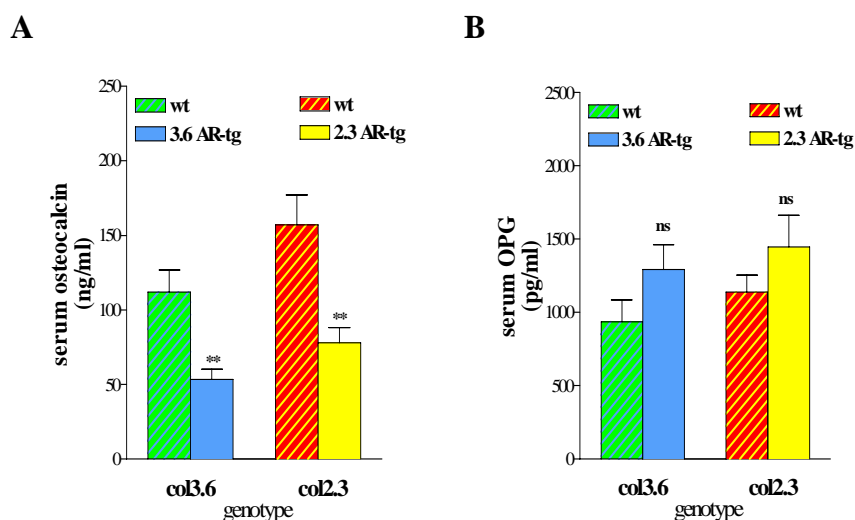 A
serum osteocalcin
(ng/ml)
250
200
150
100
50
0
wt
wt
3.6 AR-tg
2.3 AR-tg
**
**
col3.6
col2.3
genotype
B
serum OPG
(pg/ml)
2500
2000
1500
1000
500
0
wt
wt
3.6 AR-tg
2.3 AR-tg
ns
ns
col3.6
col2.3
genotype